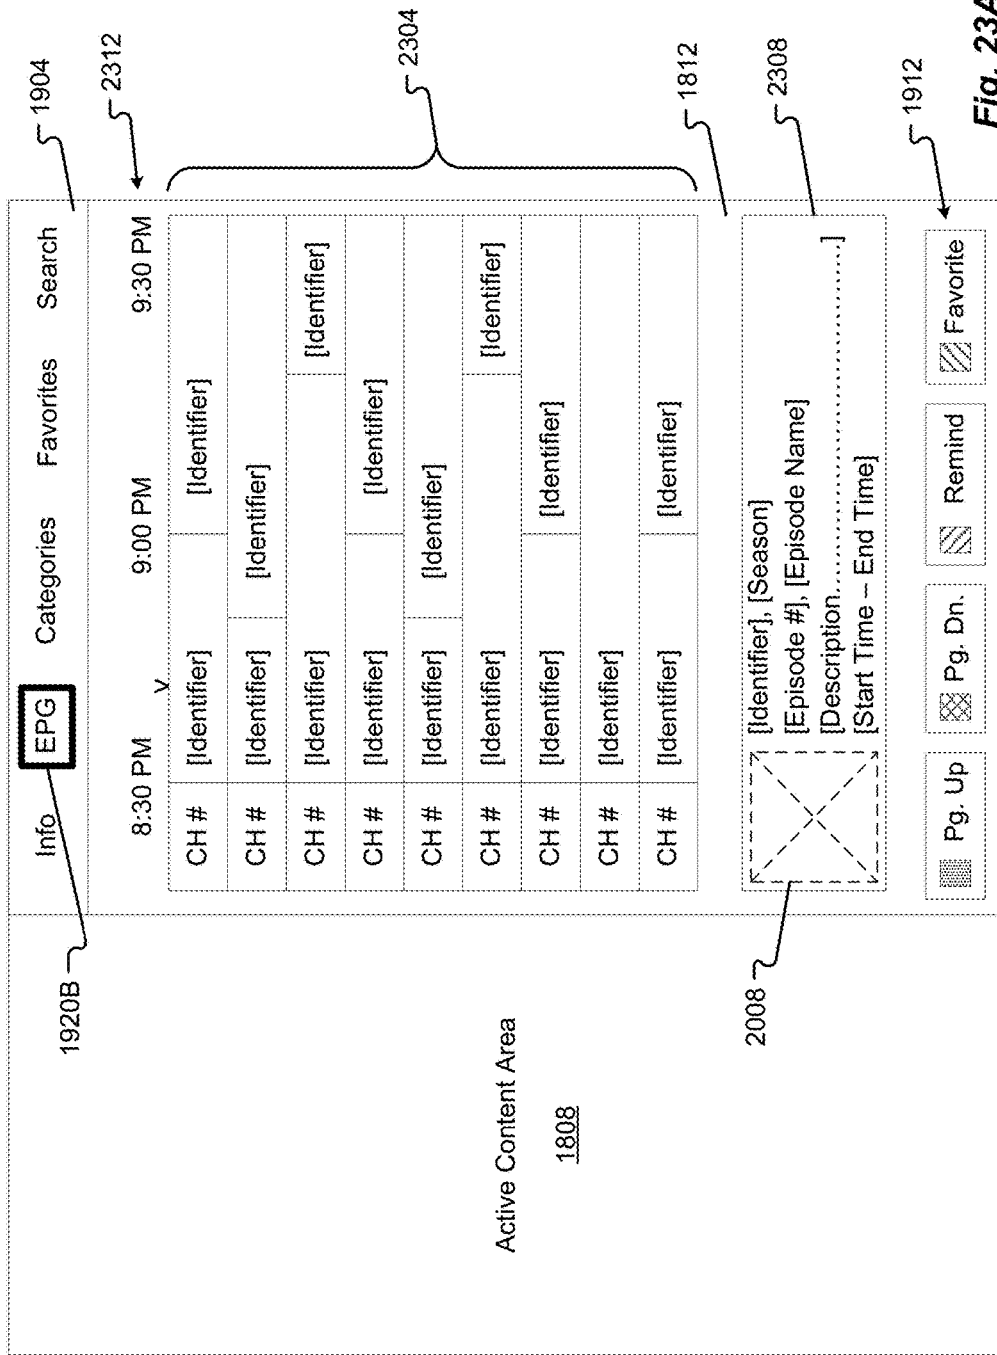 Info EPG Categories Favorites Search
1904
1920B
2312
8:30 PM 9:00 PM 9:30 PM
v
CH # [Identifier] [Identifier]
CH # [Identifier] [Identifier]
CH # [Identifier] [Identifier]
CH # [Identifier] [Identifier]
CH # [Identifier] [Identifier]
CH # [Identifier] [Identifier]
CH # [Identifier] [Identifier]
CH # [Identifier]
CH # [Identifier] [Identifier]
2304
Active Content Area
1808
1812
[Identifier], [Season]
[Episode #], [Episode Name]
[Description.............................................]
[Start Time – End Time]
2308
2008
Pg. Up Pg. Dn. Remind Favorite
1912
Fig. 23A